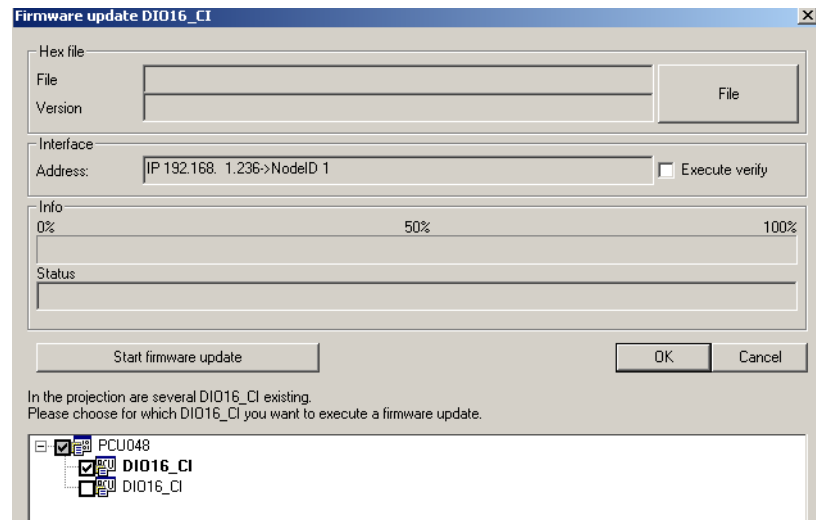 Firmware update DIO16_CI
Hex file
File
File
Version
Interface
Address:
IP 192.168.  1.236->NodeID 1
Execute verify
Info
0%
50%
100%
Status
Start firmware update
OK
Cancel
In the projection are several DIO16_CI existing.
Please choose for which DIO16_CI you want to execute a firmware update.
PCU048
DIO16_CI
DIO16_CI